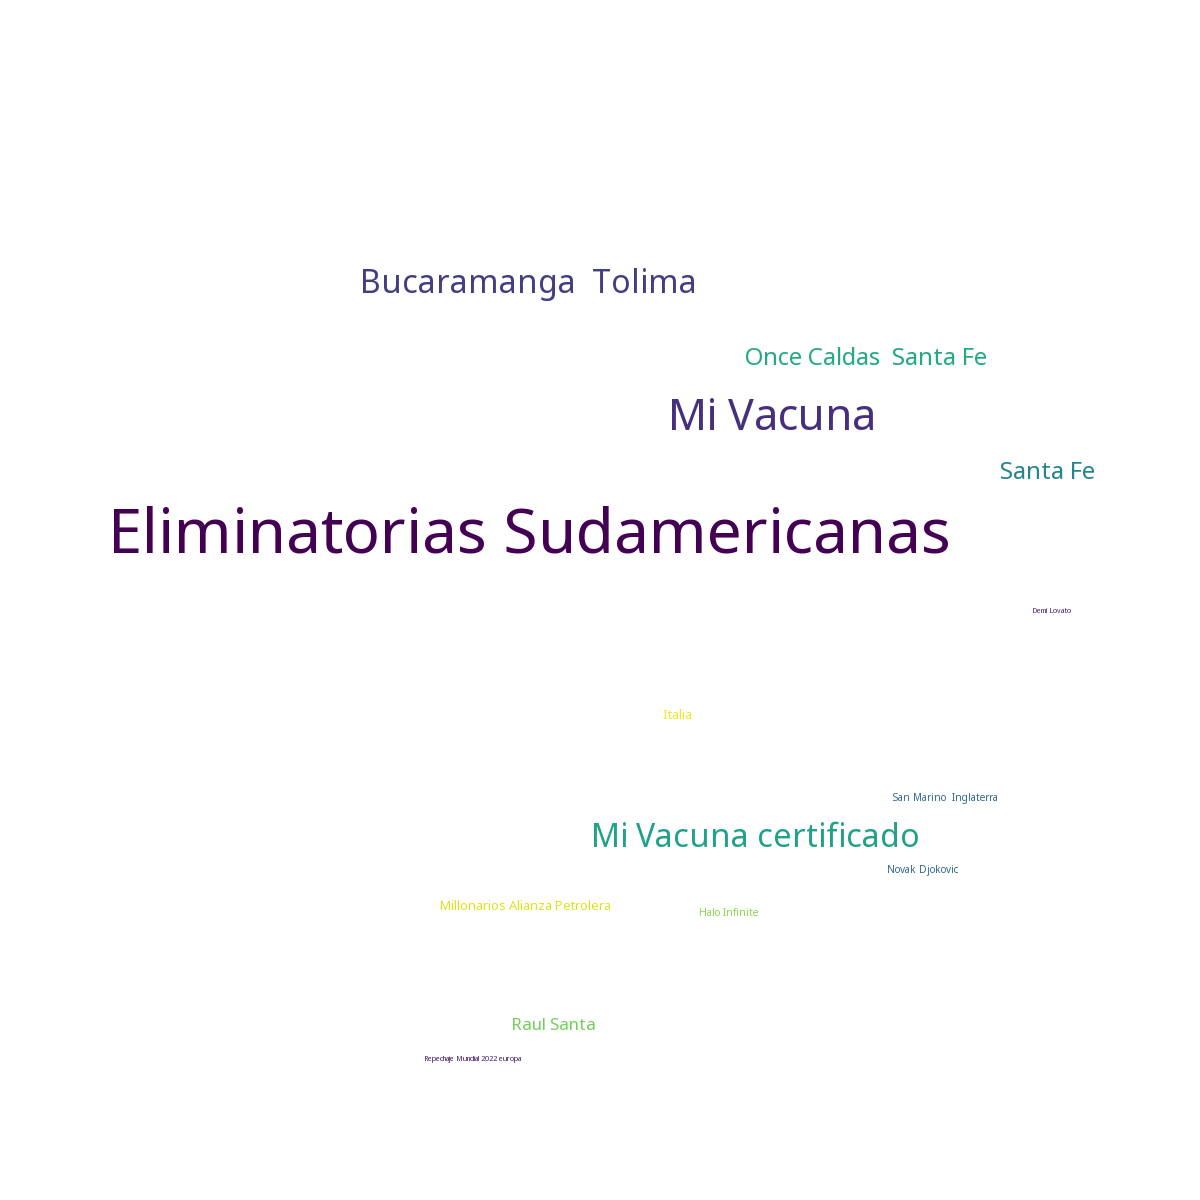 Bucaramanga  Tolima
Once Caldas  Santa Fe
Mi Vacuna
Santa Fe
Eliminatorias Sudamericanas
Demi Lovato
Italia
San Marino  Inglaterra
Mi Vacuna certificado
Novak Djokovic
Millonarios Alianza Petrolera
Halo Infinite
Raul Santa
Repechaje Mundial 2022 europa